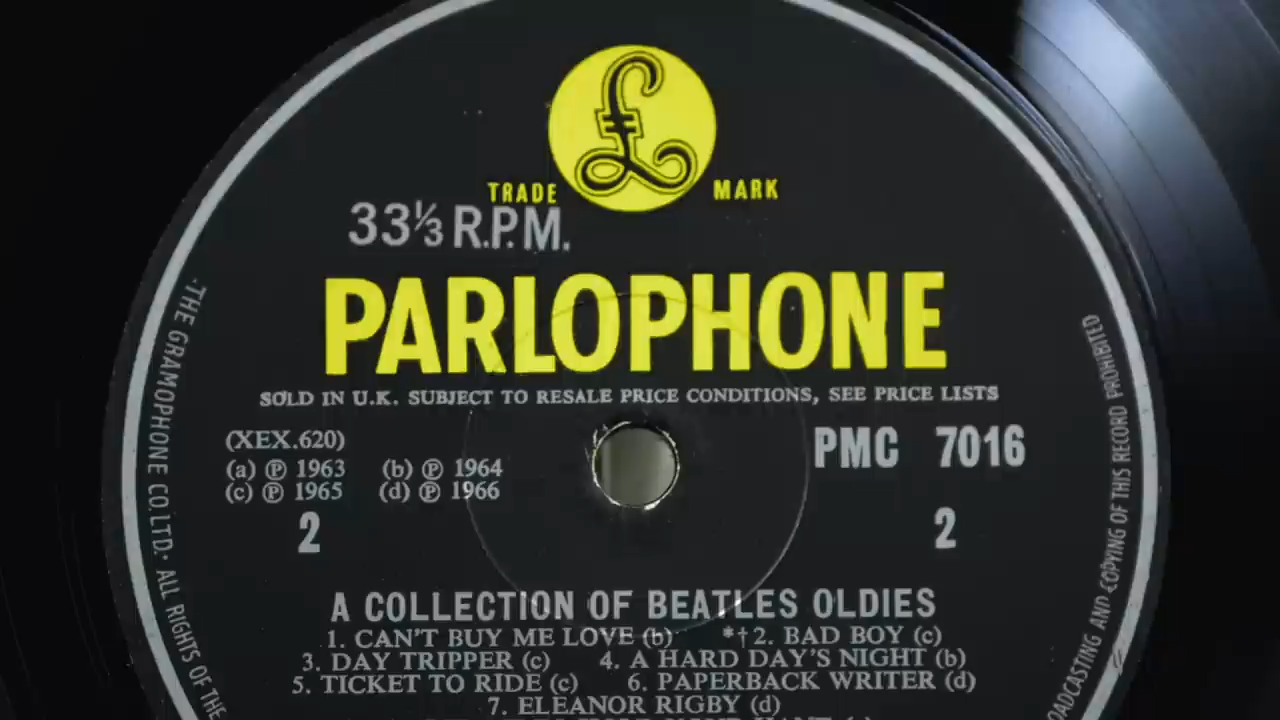 £
TRADE MARK
33⅓ R.P.M.
PARLOPHONE
SOLD IN U.K. SUBJECT TO RESALE PRICE CONDITIONS, SEE PRICE LISTS
(XEX.620)
PMC 7016
(a) ℗ 1963 (b) ℗ 1964
(c) ℗ 1965 (d) ℗ 1966
2 2
A COLLECTION OF BEATLES OLDIES
1. CAN'T BUY ME LOVE (b) *†2. BAD BOY (c)
3. DAY TRIPPER (c) 4. A HARD DAY'S NIGHT (b)
5. TICKET TO RIDE (c) 6. PAPERBACK WRITER (d)
7. ELEANOR RIGBY (d)
·THE GRAMOPHONE CO. LTD. · ALL RIGHTS OF THE
AND COPYING OF THIS RECORD PROHIBITED